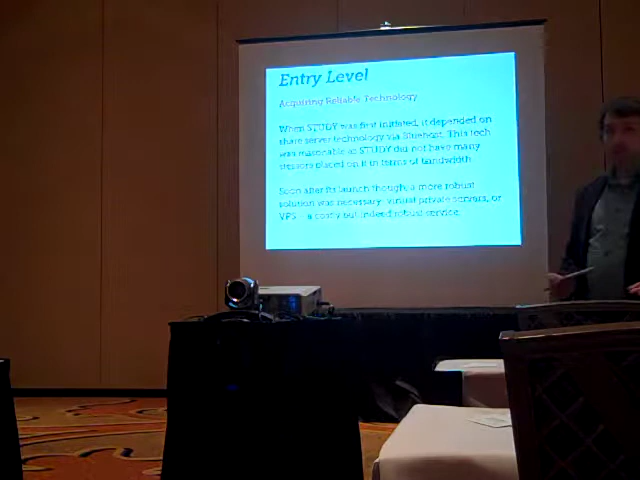 Entry Level
Acquiring Reliable Technology
When STUDY was first initiated, it depended on
share server technology via Bluehost. This tech
was reasonable as STUDY did not have many
stressors placed on it in terms of bandwidth.
Soon after its launch though, a more robust
solution was necessary: virtual private servers, or
VPS – a costly but indeed robust service.